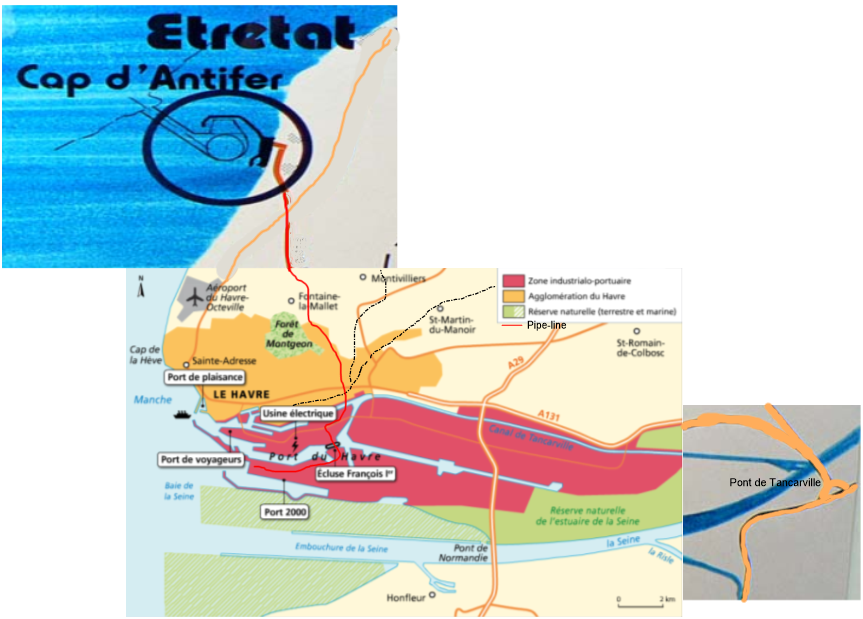 Etretat
Cap d'Antifer
N
Aéroport
du Havre-
Octeville
Fontaine-
la-Mallet
Montivilliers
Forêt
de
Montgeon
St-Martin-
du-Manoir
Zone industrialo-portuaire
Agglomération du Havre
Réserve naturelle (terrestre et marine)
Pipe-line
St-Romain-
de-Colbosc
Cap de
la Hève
Sainte-Adresse
Port de plaisance
A29
Manche
LE HAVRE
Usine électrique
A131
Canal de Tancarville
Port du Havre
Port de voyageurs
Écluse François Iᵉʳ
Baie de
la Seine
Port 2000
Réserve naturelle
de l'estuaire de la Seine
Pont de Tancarville
Embouchure de la Seine
Pont de
Normandie
la Seine
la Risle
Honfleur
0
2 km